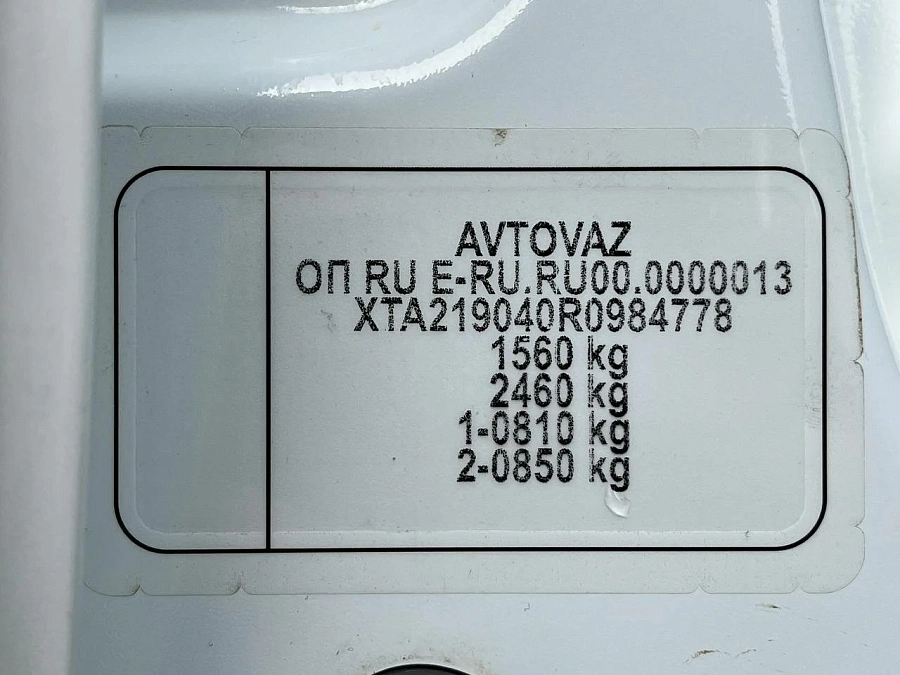 AVTOVAZ
ОП RU E-RU.RU00.0000013
XTA219040R0984778
1560 kg
2460 kg
1-0810 kg
2-0850 kg